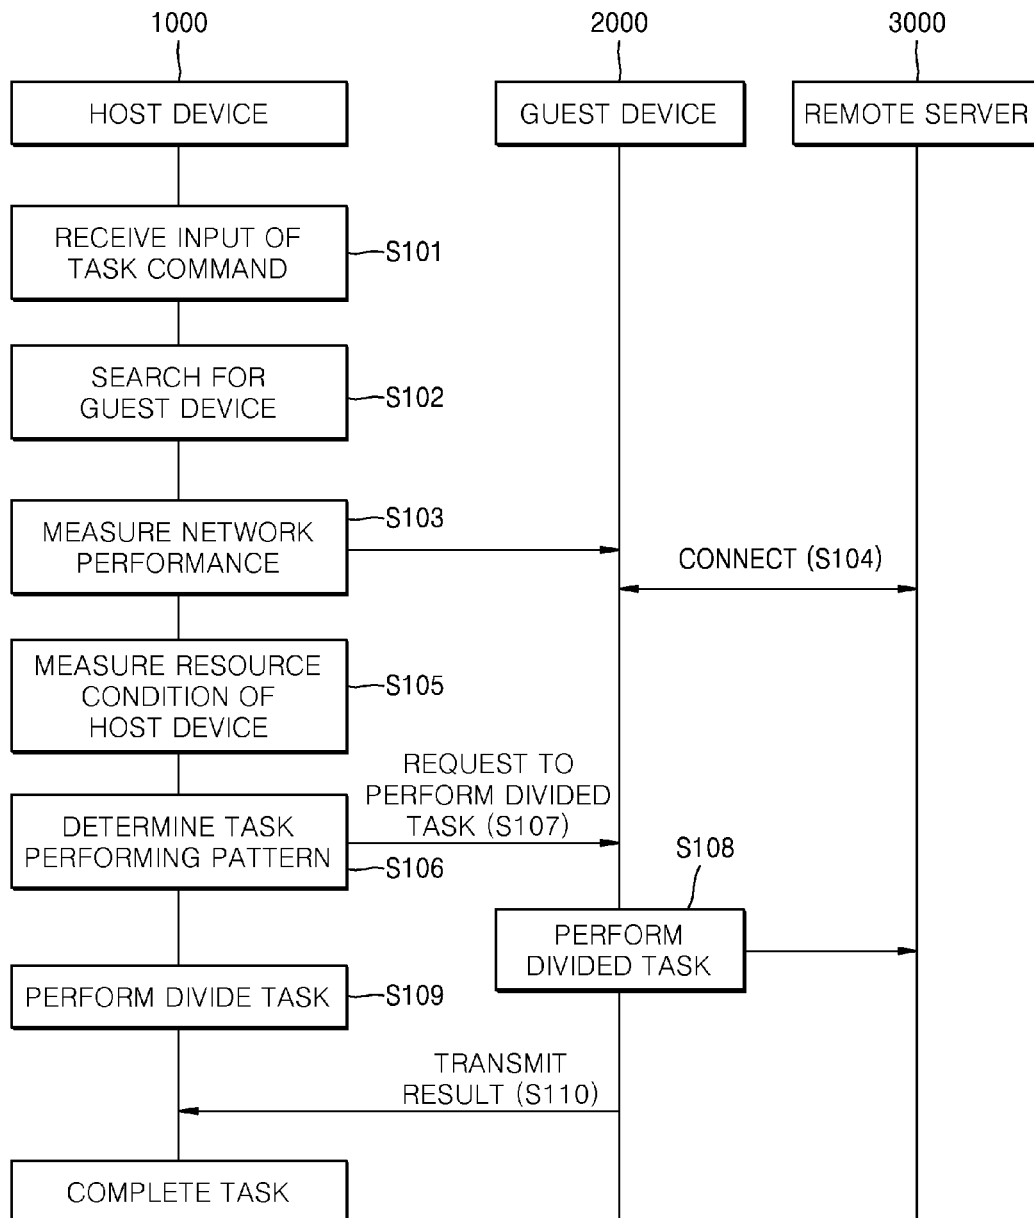 1000
2000
3000
HOST DEVICE
GUEST DEVICE
REMOTE SERVER
RECEIVE INPUT OF
TASK COMMAND
S101
SEARCH FOR
GUEST DEVICE
S102
MEASURE NETWORK
PERFORMANCE
S103
CONNECT (S104)
MEASURE RESOURCE
CONDITION OF
HOST DEVICE
S105
REQUEST TO
PERFORM DIVIDED
TASK (S107)
DETERMINE TASK
PERFORMING PATTERN
S106
S108
PERFORM
DIVIDED TASK
PERFORM DIVIDE TASK
S109
TRANSMIT
RESULT (S110)
COMPLETE TASK